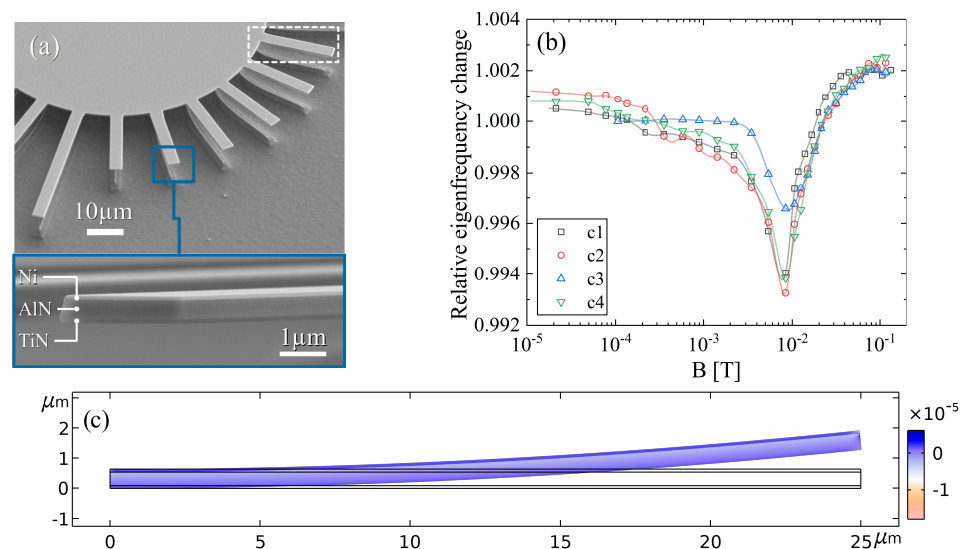 (a)
10μm
Ni
AlN
TiN
1μm
(b)
Relative eigenfrequency change
1.004
1.002
1.000
0.998
0.996
0.994
0.992
c1
c2
c3
c4
10⁻⁵ 10⁻⁴ 10⁻³ 10⁻² 10⁻¹
B [T]
(c)
μm
2
1
0
-1
0 5 10 15 20 25 μm
×10⁻⁵
0
-1